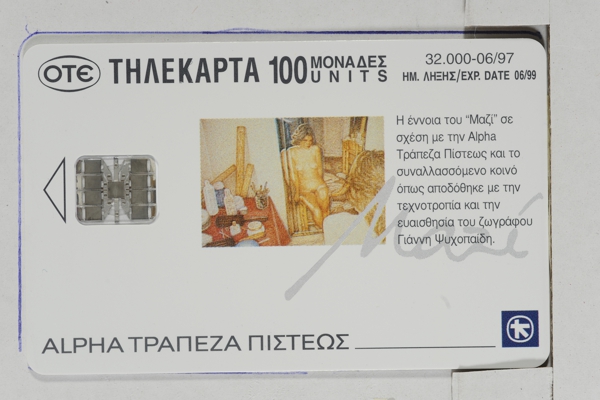 OTE ΤΗΛΕΚΑΡΤΑ 100 ΜΟΝΑΔΕΣ UNITS
32.000-06/97
ΗΜ. ΛΗΞΗΣ/EXP. DATE 06/99
Η έννοια του “Μαζί” σε
σχέση με την Alpha
Τράπεζα Πίστεως και το
συναλλασσόμενο κοινό
όπως αποδόθηκε με την
τεχνοτροπία και την
ευαισθησία του ζωγράφου
Γιάννη Ψυχοπαίδη.
Μαζί
ALPHA ΤΡΑΠΕΖΑ ΠΙΣΤΕΩΣ